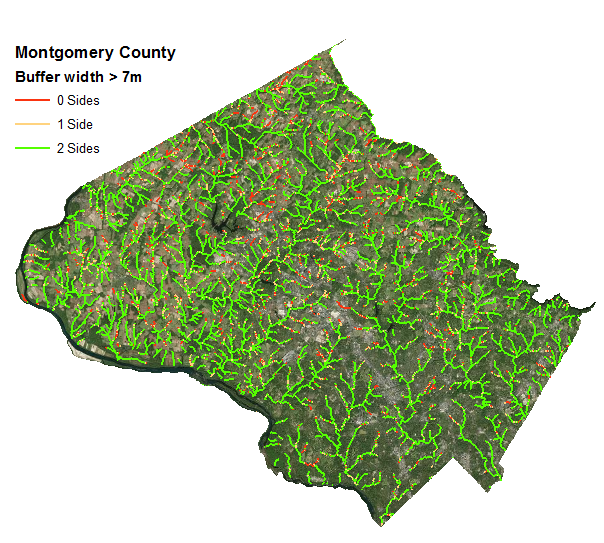 Montgomery County
Buffer width > 7m
0 Sides
1 Side
2 Sides